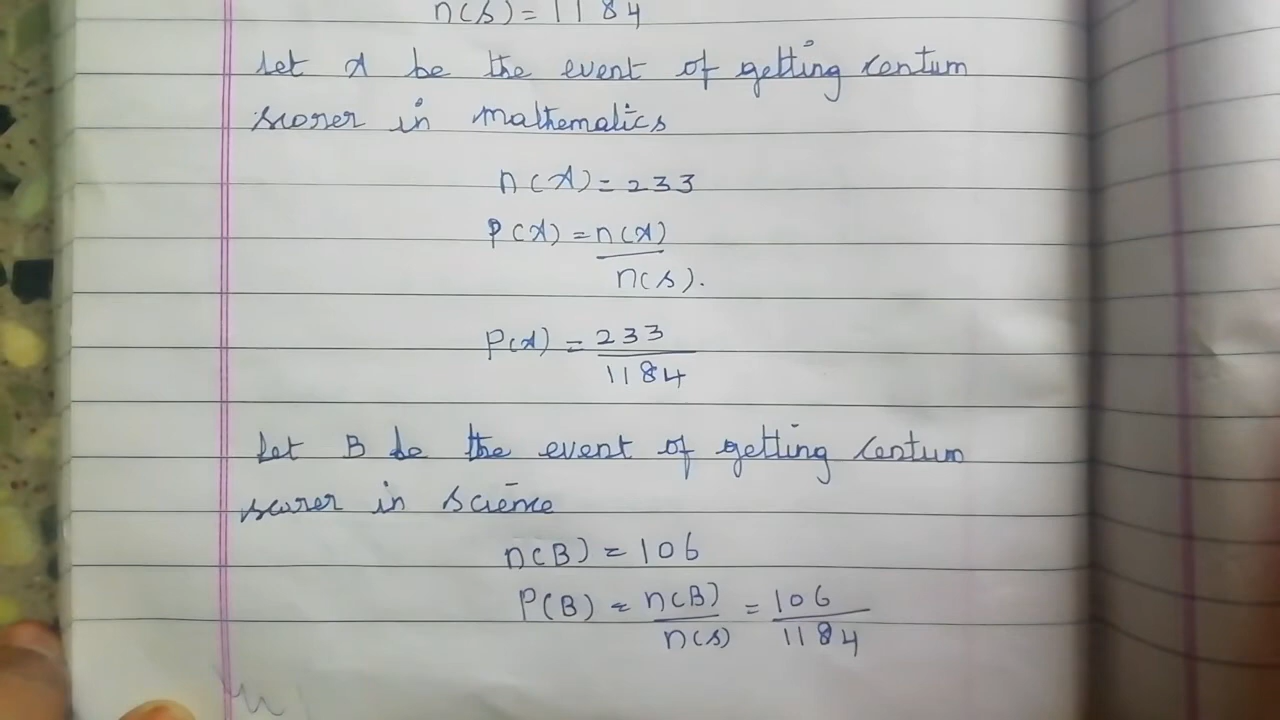 n(s) = 1184
Let A be the event of getting centum
scorer in mathematics
n(A) = 233
P(A) = n(A)
n(s).
P(A) = 233
1184
Let B be the event of getting centum
scorer in science
n(B) = 106
P(B) = n(B) = 106
n(s) 1184